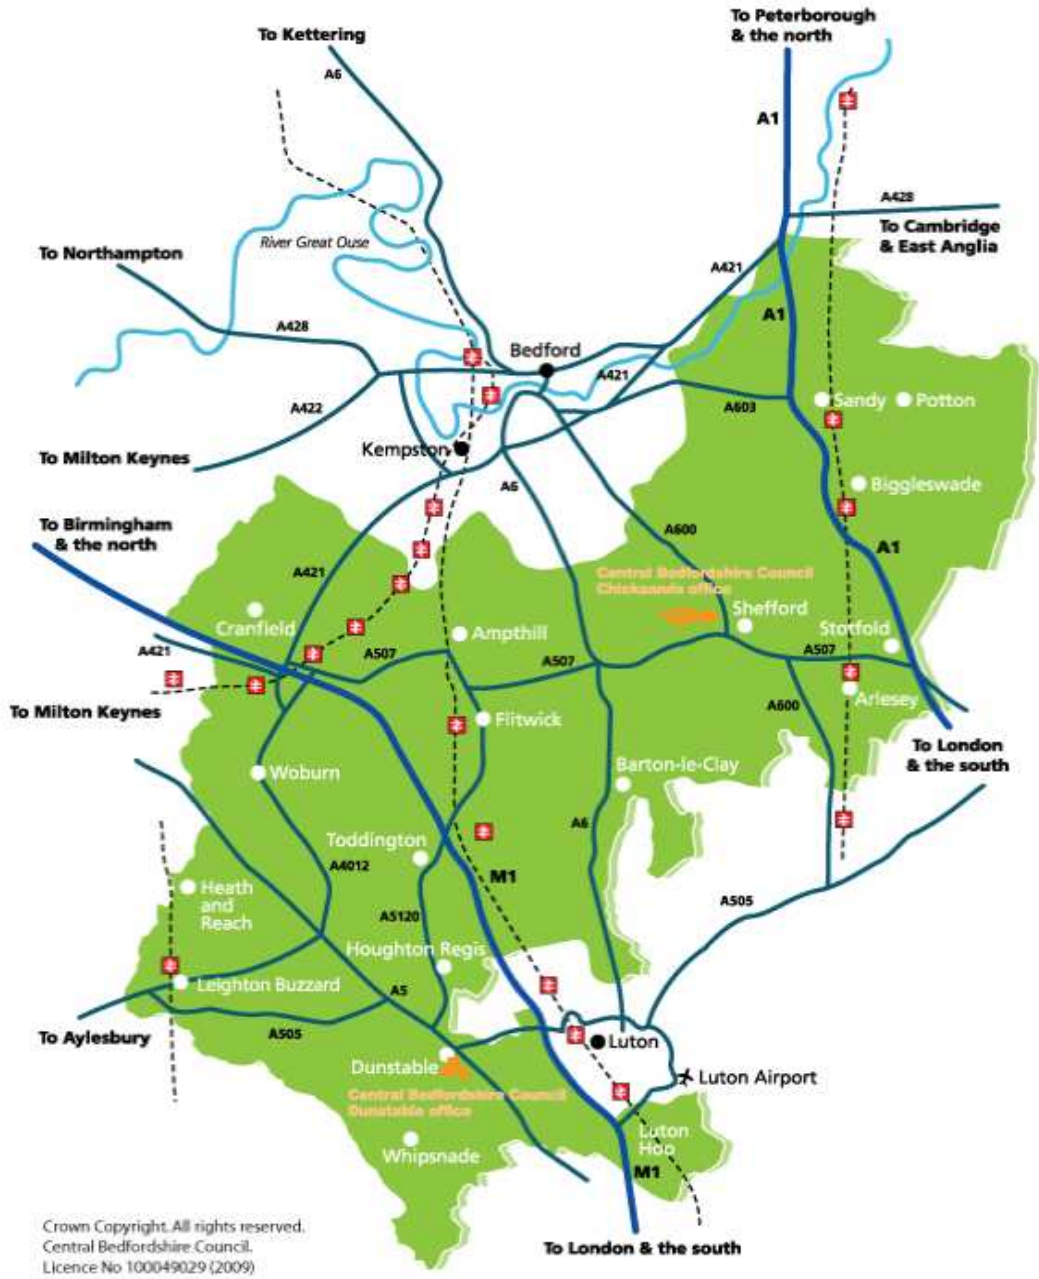 To Peterborough
& the north
To Kettering
A6
A1
A428
To Cambridge
& East Anglia
River Great Ouse
To Northampton
A421
A428
A1
Bedford
A421
A422
A603
Sandy
Potton
Kempston
To Milton Keynes
A6
Biggleswade
To Birmingham
& the north
A600
A1
A421
Central Bedfordshire Council
Chicksands office
Shefford
Cranfield
Ampthill
Stotfold
A421
A507
A507
A507
To Milton Keynes
Arlesey
A600
Flitwick
To London
& the south
Woburn
Barton-le-Clay
A6
Toddington
A4012
M1
Heath
and
Reach
A505
A5120
Houghton Regis
Leighton Buzzard
A5
To Aylesbury
A505
Luton
Dunstable
Luton Airport
Central Bedfordshire Council
Dunstable office
Luton
Hoo
Whipsnade
M1
Crown Copyright. All rights reserved.
Central Bedfordshire Council.
Licence No 100049029 (2009)
To London & the south